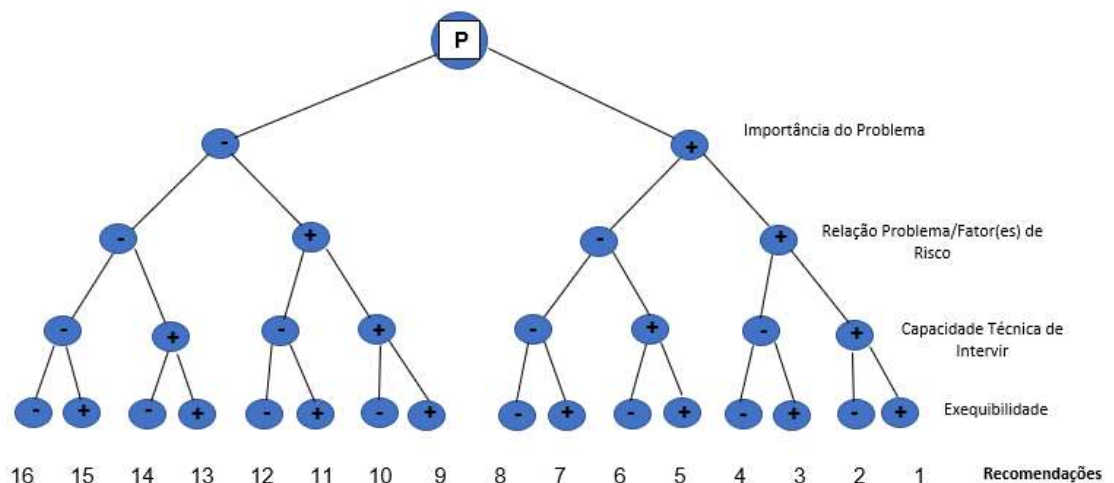 P
Importância do Problema
- +
Relação Problema/Fator(es) de
Risco
- + - +
Capacidade Técnica de
Intervir
- + - + - + - +
Exequibilidade
- + - + - + - + - + - + - + - +
16 15 14 13 12 11 10 9 8 7 6 5 4 3 2 1 Recomendações